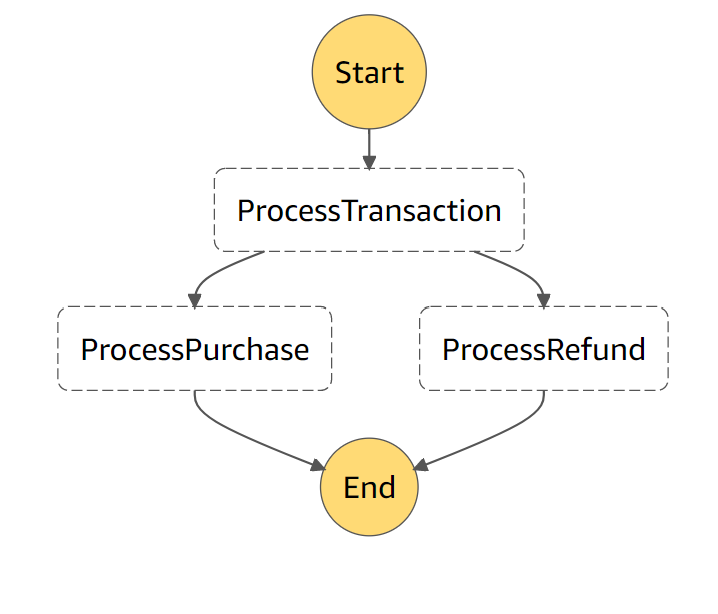 Start
ProcessTransaction
ProcessPurchase
ProcessRefund
End